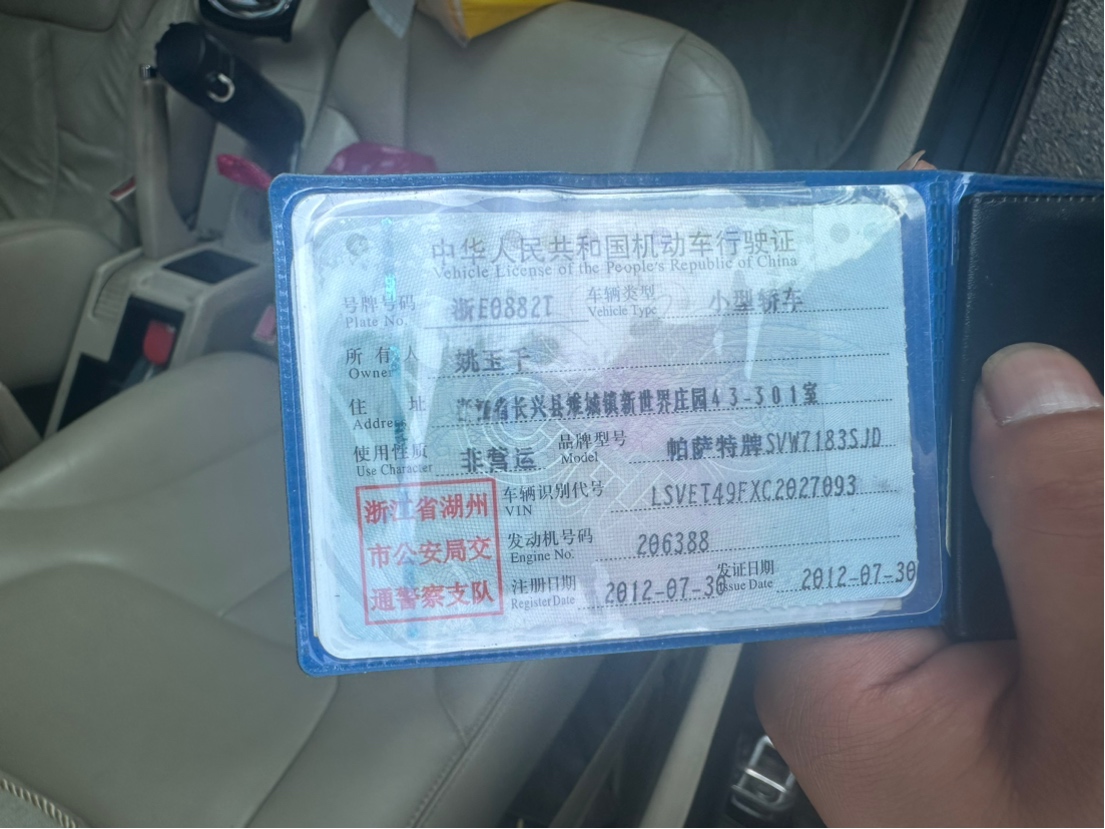 中华人民共和国机动车行驶证
Vehicle License of the People's Republic of China
号牌号码 浙E0882T 车辆类型 小型轿车
Plate No. Vehicle Type
所有人 姚玉千
Owner
住址 浙江省长兴县雉城镇新世界庄园43-301室
Address
使用性质 非营运 品牌型号 帕萨特牌SVW7183SJD
Use Character Model
浙江省湖州
市公安局交
通警察支队
车辆识别代号 LSVET49FXC2027093
VIN
发动机号码 206388
Engine No.
注册日期 2012-07-30 发证日期 2012-07-30
Register Date Issue Date